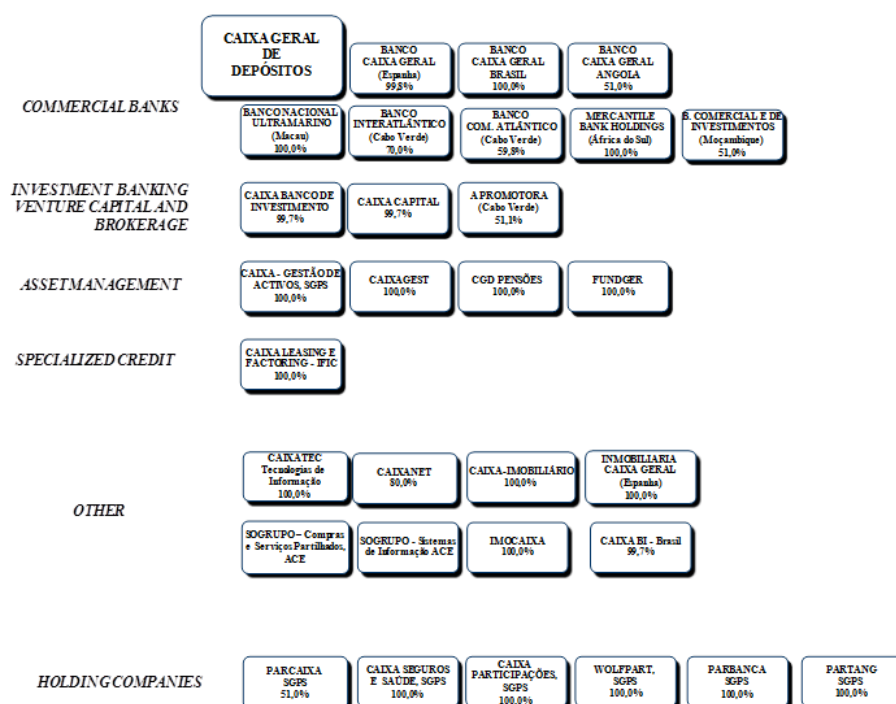 CAIXA GERAL
DE
DEPÓSITOS
BANCO
CAIXA GERAL
(Espanha)
99,8%
BANCO
CAIXA GERAL
BRASIL
100,0%
BANCO
CAIXA GERAL
ANGOLA
51,0%
COMMERCIAL BANKS
BANCO NACIONAL
ULTRAMARINO
(Macau)
100,0%
BANCO
INTERATLÂNTICO
(Cabo Verde)
70,0%
BANCO
COM. ATLÂNTICO
(Cabo Verde)
59,8%
MERCANTILE
BANK HOLDINGS
(África do Sul)
100,0%
B. COMERCIAL E DE
INVESTIMENTOS
(Moçambique)
51,0%
INVESTMENT BANKING
VENTURE CAPITAL AND
BROKERAGE
CAIXA BANCO DE
INVESTIMENTO
99,7%
CAIXA CAPITAL
99,7%
A PROMOTORA
(Cabo Verde)
51,1%
ASSET MANAGEMENT
CAIXA - GESTÃO DE
ACTIVOS, SGPS
100,0%
CAIXAGEST
100,0%
CGD PENSÕES
100,0%
FUNDGER
100,0%
SPECIALIZED CREDIT
CAIXA LEASING E
FACTORING - IFIC
100,0%
OTHER
CAIXATEC
Tecnologias de
Informação
100,0%
CAIXANET
80,0%
CAIXA-IMOBILIÁRIO
100,0%
INMOBILIARIA
CAIXA GERAL
(Espanha)
100,0%
SOGRUPO – Compras
e Serviços Partilhados,
ACE
SOGRUPO - Sistemas
de Informação ACE
IMOCAIXA
100,0%
CAIXA BI - Brasil
99,7%
HOLDING COMPANIES
PARCAIXA
SGPS
51,0%
CAIXA SEGUROS
E SAÚDE, SGPS
100,0%
CAIXA
PARTICIPAÇÕES,
SGPS
100,0%
WOLFPART,
SGPS
100,0%
PARBANCA
SGPS
100,0%
PARTANG
SGPS
100,0%